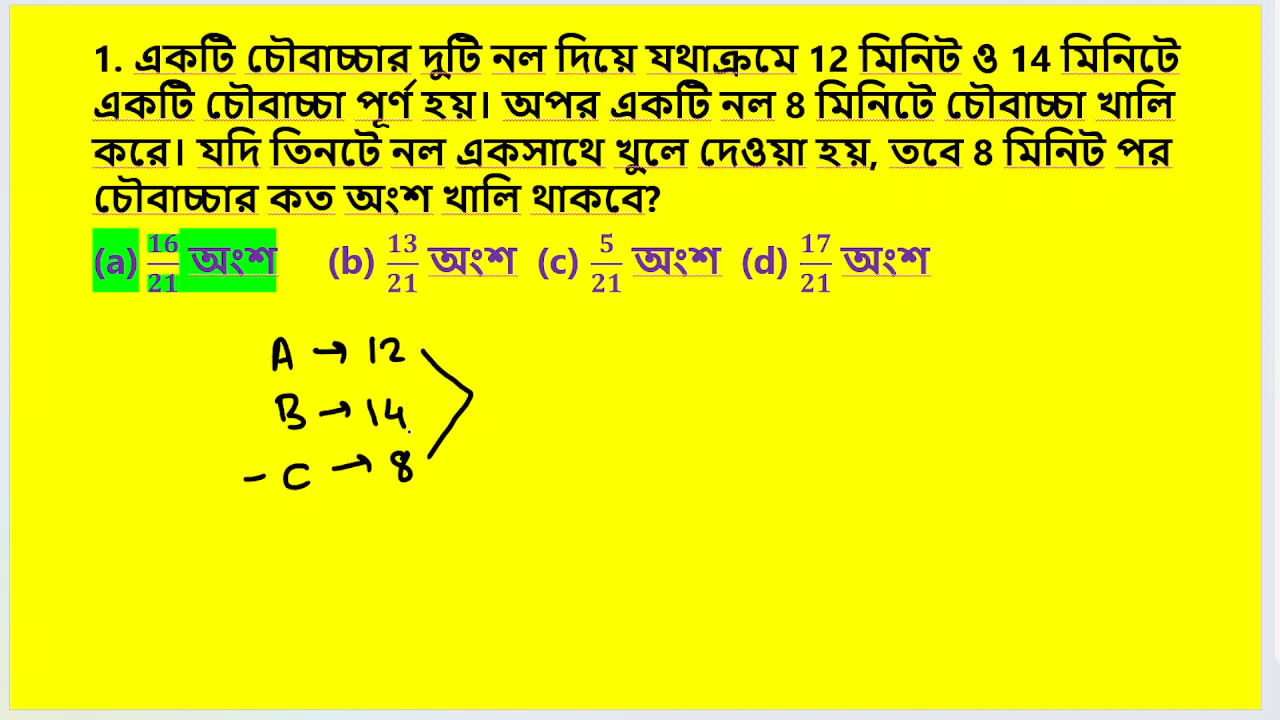 1. একটি চৌবাচ্চার দুটি নল দিয়ে যথাক্রমে 12 মিনিট ও 14 মিনিটে
একটি চৌবাচ্চা পূর্ণ হয়। অপর একটি নল 8 মিনিটে চৌবাচ্চা খালি
করে। যদি তিনটে নল একসাথে খুলে দেওয়া হয়, তবে 8 মিনিট পর
চৌবাচ্চার কত অংশ খালি থাকবে?
(a) 16/21 অংশ (b) 13/21 অংশ (c) 5/21 অংশ (d) 17/21 অংশ
A → 12
B → 14
- C → 8